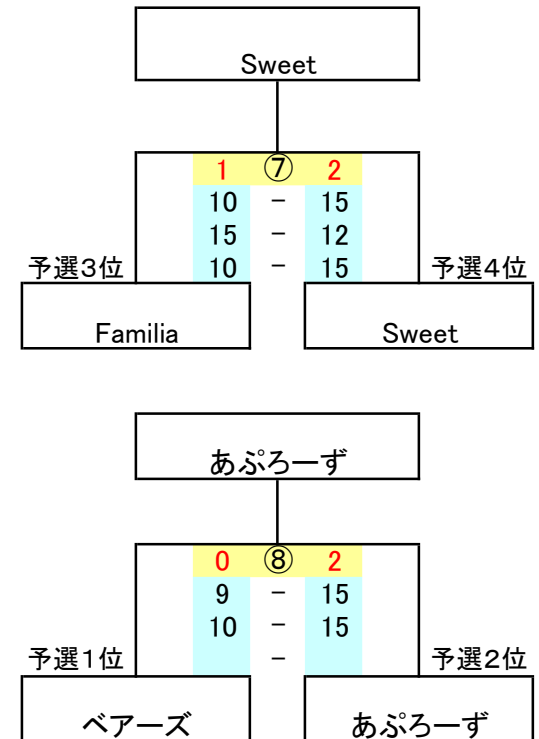 Sweet
1 ⑦ 2
10 - 15
15 - 12
予選3位 10 - 15 予選4位
Familia Sweet
あぷろーず
0 ⑧ 2
9 - 15
10 - 15
予選1位 - 予選2位
ベアーズ あぷろーず